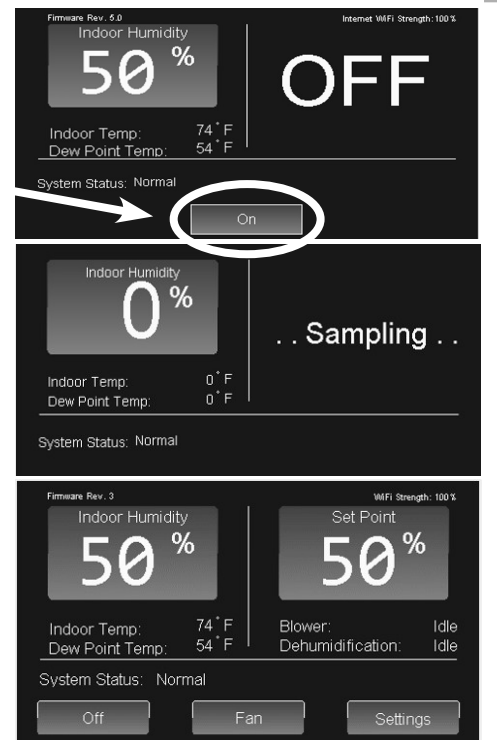 Firmware Rev. 5.0 Internet WiFi Strength: 100%
Indoor Humidity
50 %
OFF
Indoor Temp: 74°F
Dew Point Temp: 54°F
System Status: Normal
On
Indoor Humidity
0 %
. . Sampling . .
Indoor Temp: 0°F
Dew Point Temp: 0°F
System Status: Normal
Firmware Rev. 3 WiFi Strength: 100%
Indoor Humidity Set Point
50 % 50 %
Indoor Temp: 74°F Blower: Idle
Dew Point Temp: 54°F Dehumidification: Idle
System Status: Normal
Off Fan Settings